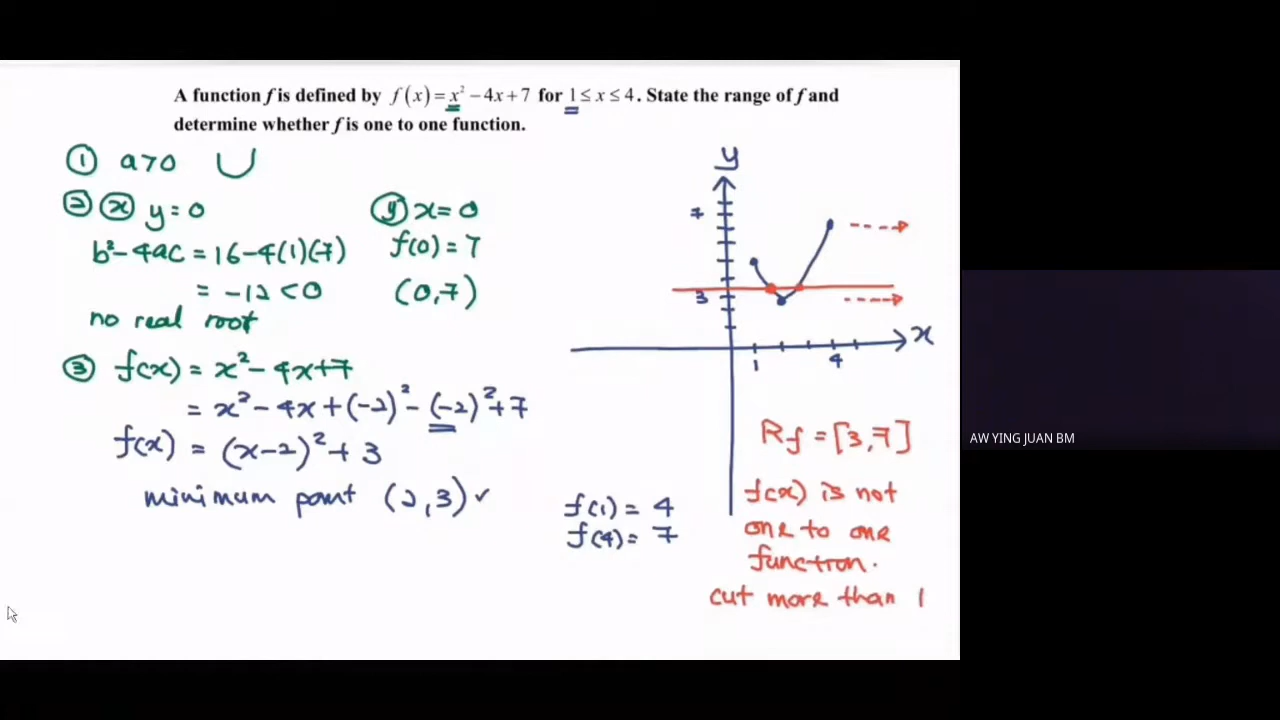 A function f is defined by f(x) = x² − 4x + 7 for 1 ≤ x ≤ 4. State the range of f and
determine whether f is one to one function.
① a>0
② ⓧ y = 0
b² − 4ac = 16 − 4(1)(7)
= −12 < 0
no real root
ⓨ x = 0
f(0) = 7
(0,7)
③ f(x) = x² − 4x + 7
= x² − 4x + (−2)² − (−2)² + 7
f(x) = (x−2)² + 3
minimum point (2,3) ✓
f(1) = 4
f(4) = 7
y
7
3
x
1
4
Rf = [3,7]
f(x) is not
one to one
function.
cut more than 1
AW YING JUAN BM